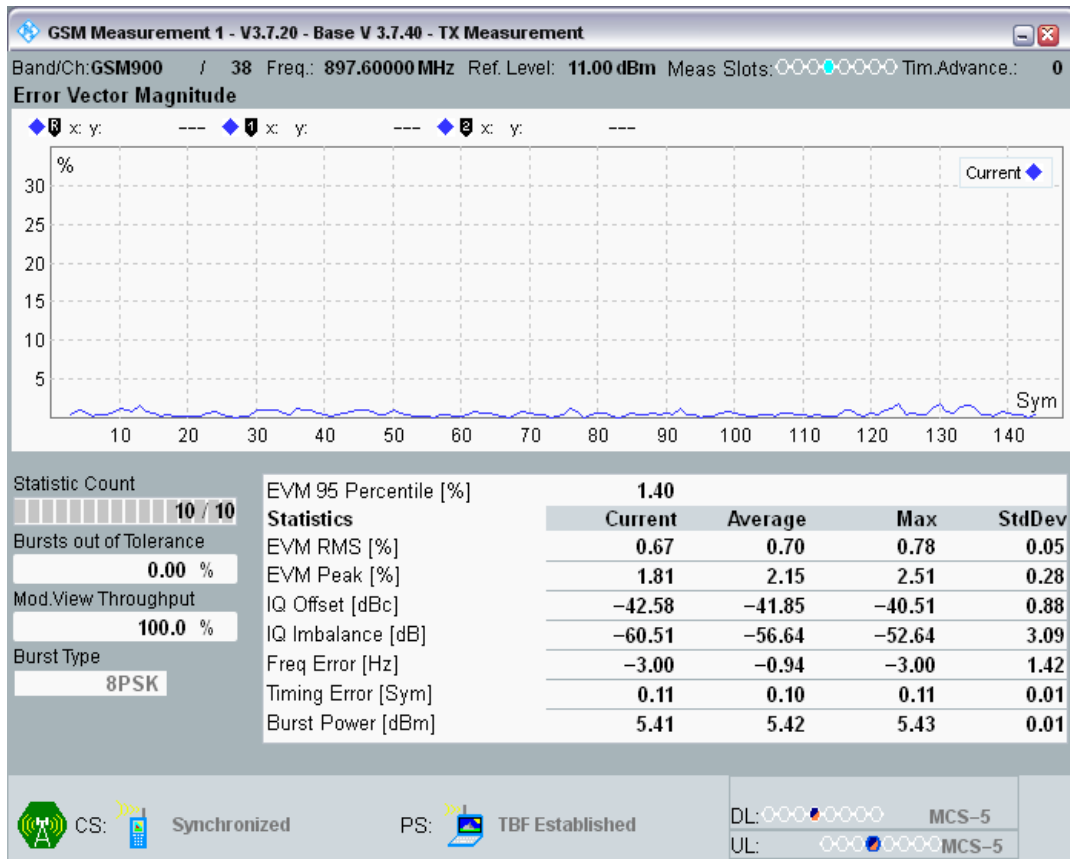 GSM Measurement 1 - V3.7.20 - Base V 3.7.40 - TX Measurement
Band/Ch:GSM900 / 38 Freq.: 897.60000 MHz Ref. Level: 11.00 dBm Meas Slots: Tim.Advance.: 0
Error Vector Magnitude
R x: y: --- 1 x: y: --- 2 x: y: ---
%
Current
30
25
20
15
10
5
Sym
10 20 30 40 50 60 70 80 90 100 110 120 130 140
Statistic Count
10 / 10
Bursts out of Tolerance
0.00 %
Mod.View Throughput
100.0 %
Burst Type
8PSK
EVM 95 Percentile [%] 1.40
Statistics Current Average Max StdDev
EVM RMS [%] 0.67 0.70 0.78 0.05
EVM Peak [%] 1.81 2.15 2.51 0.28
IQ Offset [dBc] −42.58 −41.85 −40.51 0.88
IQ Imbalance [dB] −60.51 −56.64 −52.64 3.09
Freq Error [Hz] −3.00 −0.94 −3.00 1.42
Timing Error [Sym] 0.11 0.10 0.11 0.01
Burst Power [dBm] 5.41 5.42 5.43 0.01
CS: Synchronized PS: TBF Established
DL: MCS−5
UL: MCS−5